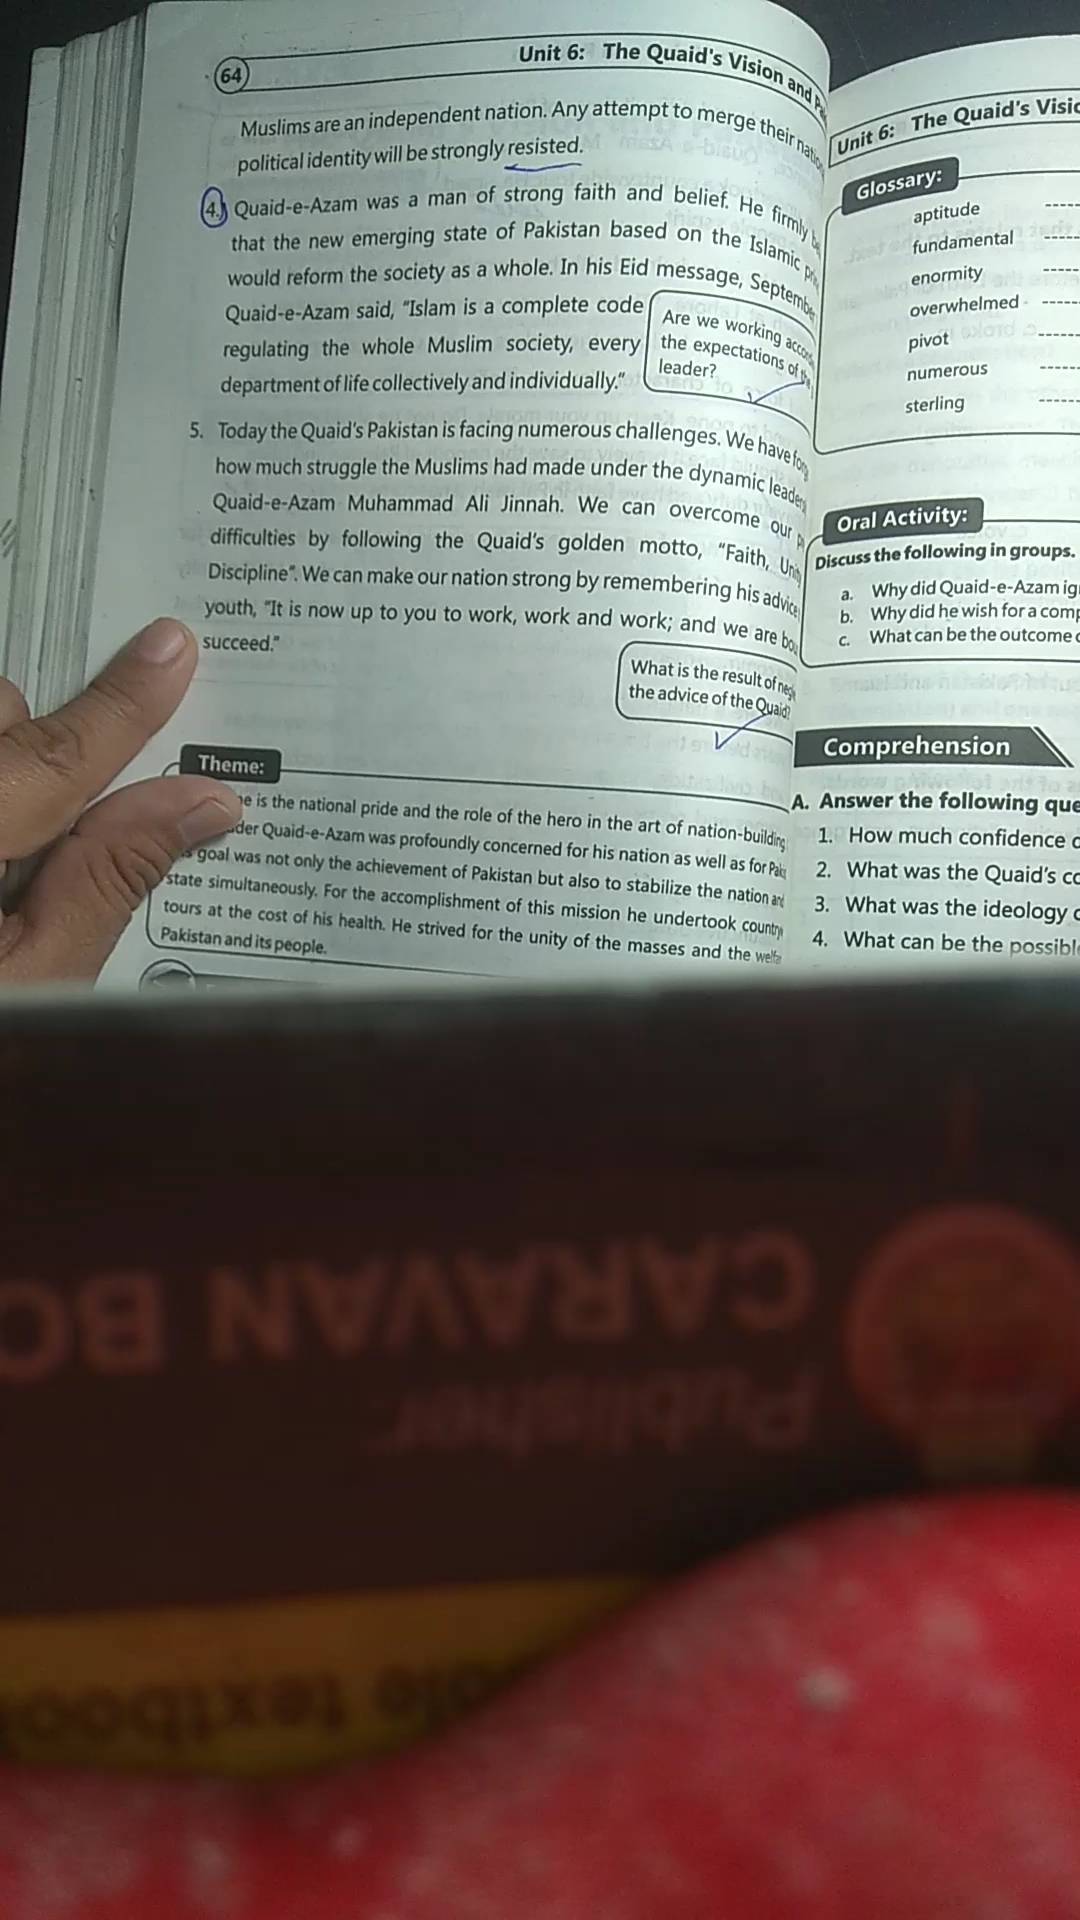 64
Unit 6: The Quaid's Vision and
Muslims are an independent nation. Any attempt to merge their
political identity will be strongly resisted.
4. Quaid-e-Azam was a man of strong faith and belief. He firmly
that the new emerging state of Pakistan based on the Islamic
would reform the society as a whole. In his Eid message, September
Quaid-e-Azam said, "Islam is a complete code
regulating the whole Muslim society, every
department of life collectively and individually."
Are we working
the expectations of
leader?
5. Today the Quaid's Pakistan is facing numerous challenges. We have
how much struggle the Muslims had made under the dynamic
Quaid-e-Azam Muhammad Ali Jinnah. We can overcome our
difficulties by following the Quaid's golden motto, "Faith,
Discipline". We can make our nation strong by remembering his advice
youth, "It is now up to you to work, work and work; and we are
succeed."
What is the result of
the advice of the Quaid?
Theme:
is the national pride and the role of the hero in the art of nation-building
Quaid-e-Azam was profoundly concerned for his nation as well as for
goal was not only the achievement of Pakistan but also to stabilize the nation
state simultaneously. For the accomplishment of this mission he undertook
tours at the cost of his health. He strived for the unity of the masses and the
Pakistan and its people.
Unit 6: The Quaid's
Glossary:
aptitude
fundamental
enormity
overwhelmed
pivot
numerous
sterling
Oral Activity:
Discuss the following in groups.
a. Why did Quaid-e-Azam
b. Why did he wish for a
c. What can be the outcome
Comprehension
A. Answer the following
1. How much confidence
2. What was the Quaid's
3. What was the ideology
4. What can be the
CARAVAN
Publisher